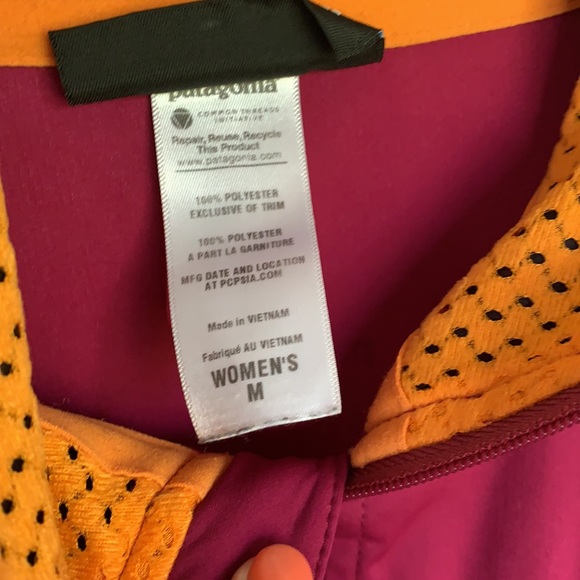 patagonia
COMMON THREADS
INITIATIVE
Repair, Reuse, Recycle
This Product
www.patagonia.com
100% POLYESTER
EXCLUSIVE OF TRIM
100% POLYESTER
A PART LA GARNITURE
MFG DATE AND LOCATION
AT PCPSIA.COM
Made in VIETNAM
Fabriqué AU VIETNAM
WOMEN'S
M